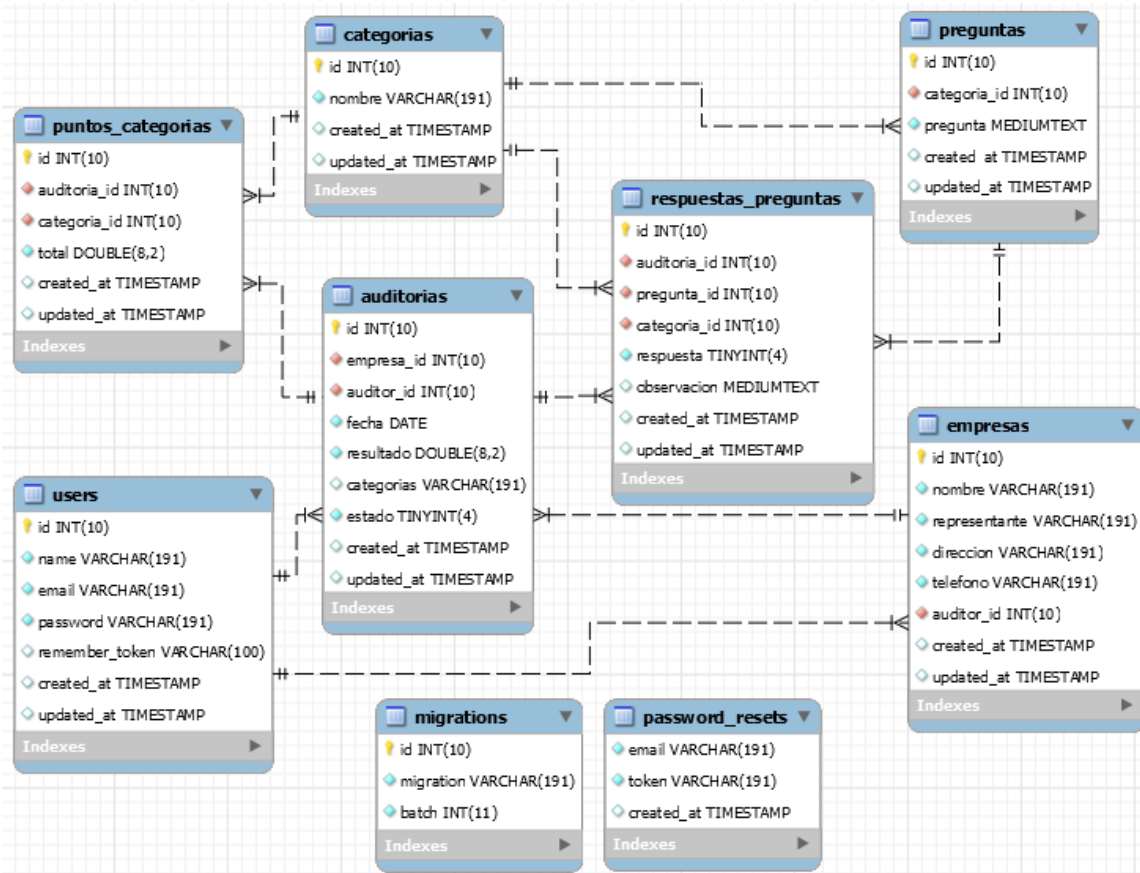 categorias
id INT(10)
nombre VARCHAR(191)
created_at TIMESTAMP
updated_at TIMESTAMP
Indexes
preguntas
id INT(10)
categoria_id INT(10)
pregunta MEDIUMTEXT
created_at TIMESTAMP
updated_at TIMESTAMP
Indexes
puntos_categorias
id INT(10)
auditoria_id INT(10)
categoria_id INT(10)
total DOUBLE(8,2)
created_at TIMESTAMP
updated_at TIMESTAMP
Indexes
respuestas_preguntas
id INT(10)
auditoria_id INT(10)
pregunta_id INT(10)
categoria_id INT(10)
respuesta TINYINT(4)
observacion MEDIUMTEXT
created_at TIMESTAMP
updated_at TIMESTAMP
Indexes
auditorias
id INT(10)
empresa_id INT(10)
auditor_id INT(10)
fecha DATE
resultado DOUBLE(8,2)
categorias VARCHAR(191)
estado TINYINT(4)
created_at TIMESTAMP
updated_at TIMESTAMP
Indexes
empresas
id INT(10)
nombre VARCHAR(191)
representante VARCHAR(191)
direccion VARCHAR(191)
telefono VARCHAR(191)
auditor_id INT(10)
created_at TIMESTAMP
updated_at TIMESTAMP
Indexes
users
id INT(10)
name VARCHAR(191)
email VARCHAR(191)
password VARCHAR(191)
remember_token VARCHAR(100)
created_at TIMESTAMP
updated_at TIMESTAMP
Indexes
migrations
id INT(10)
migration VARCHAR(191)
batch INT(11)
Indexes
password_resets
email VARCHAR(191)
token VARCHAR(191)
created_at TIMESTAMP
Indexes